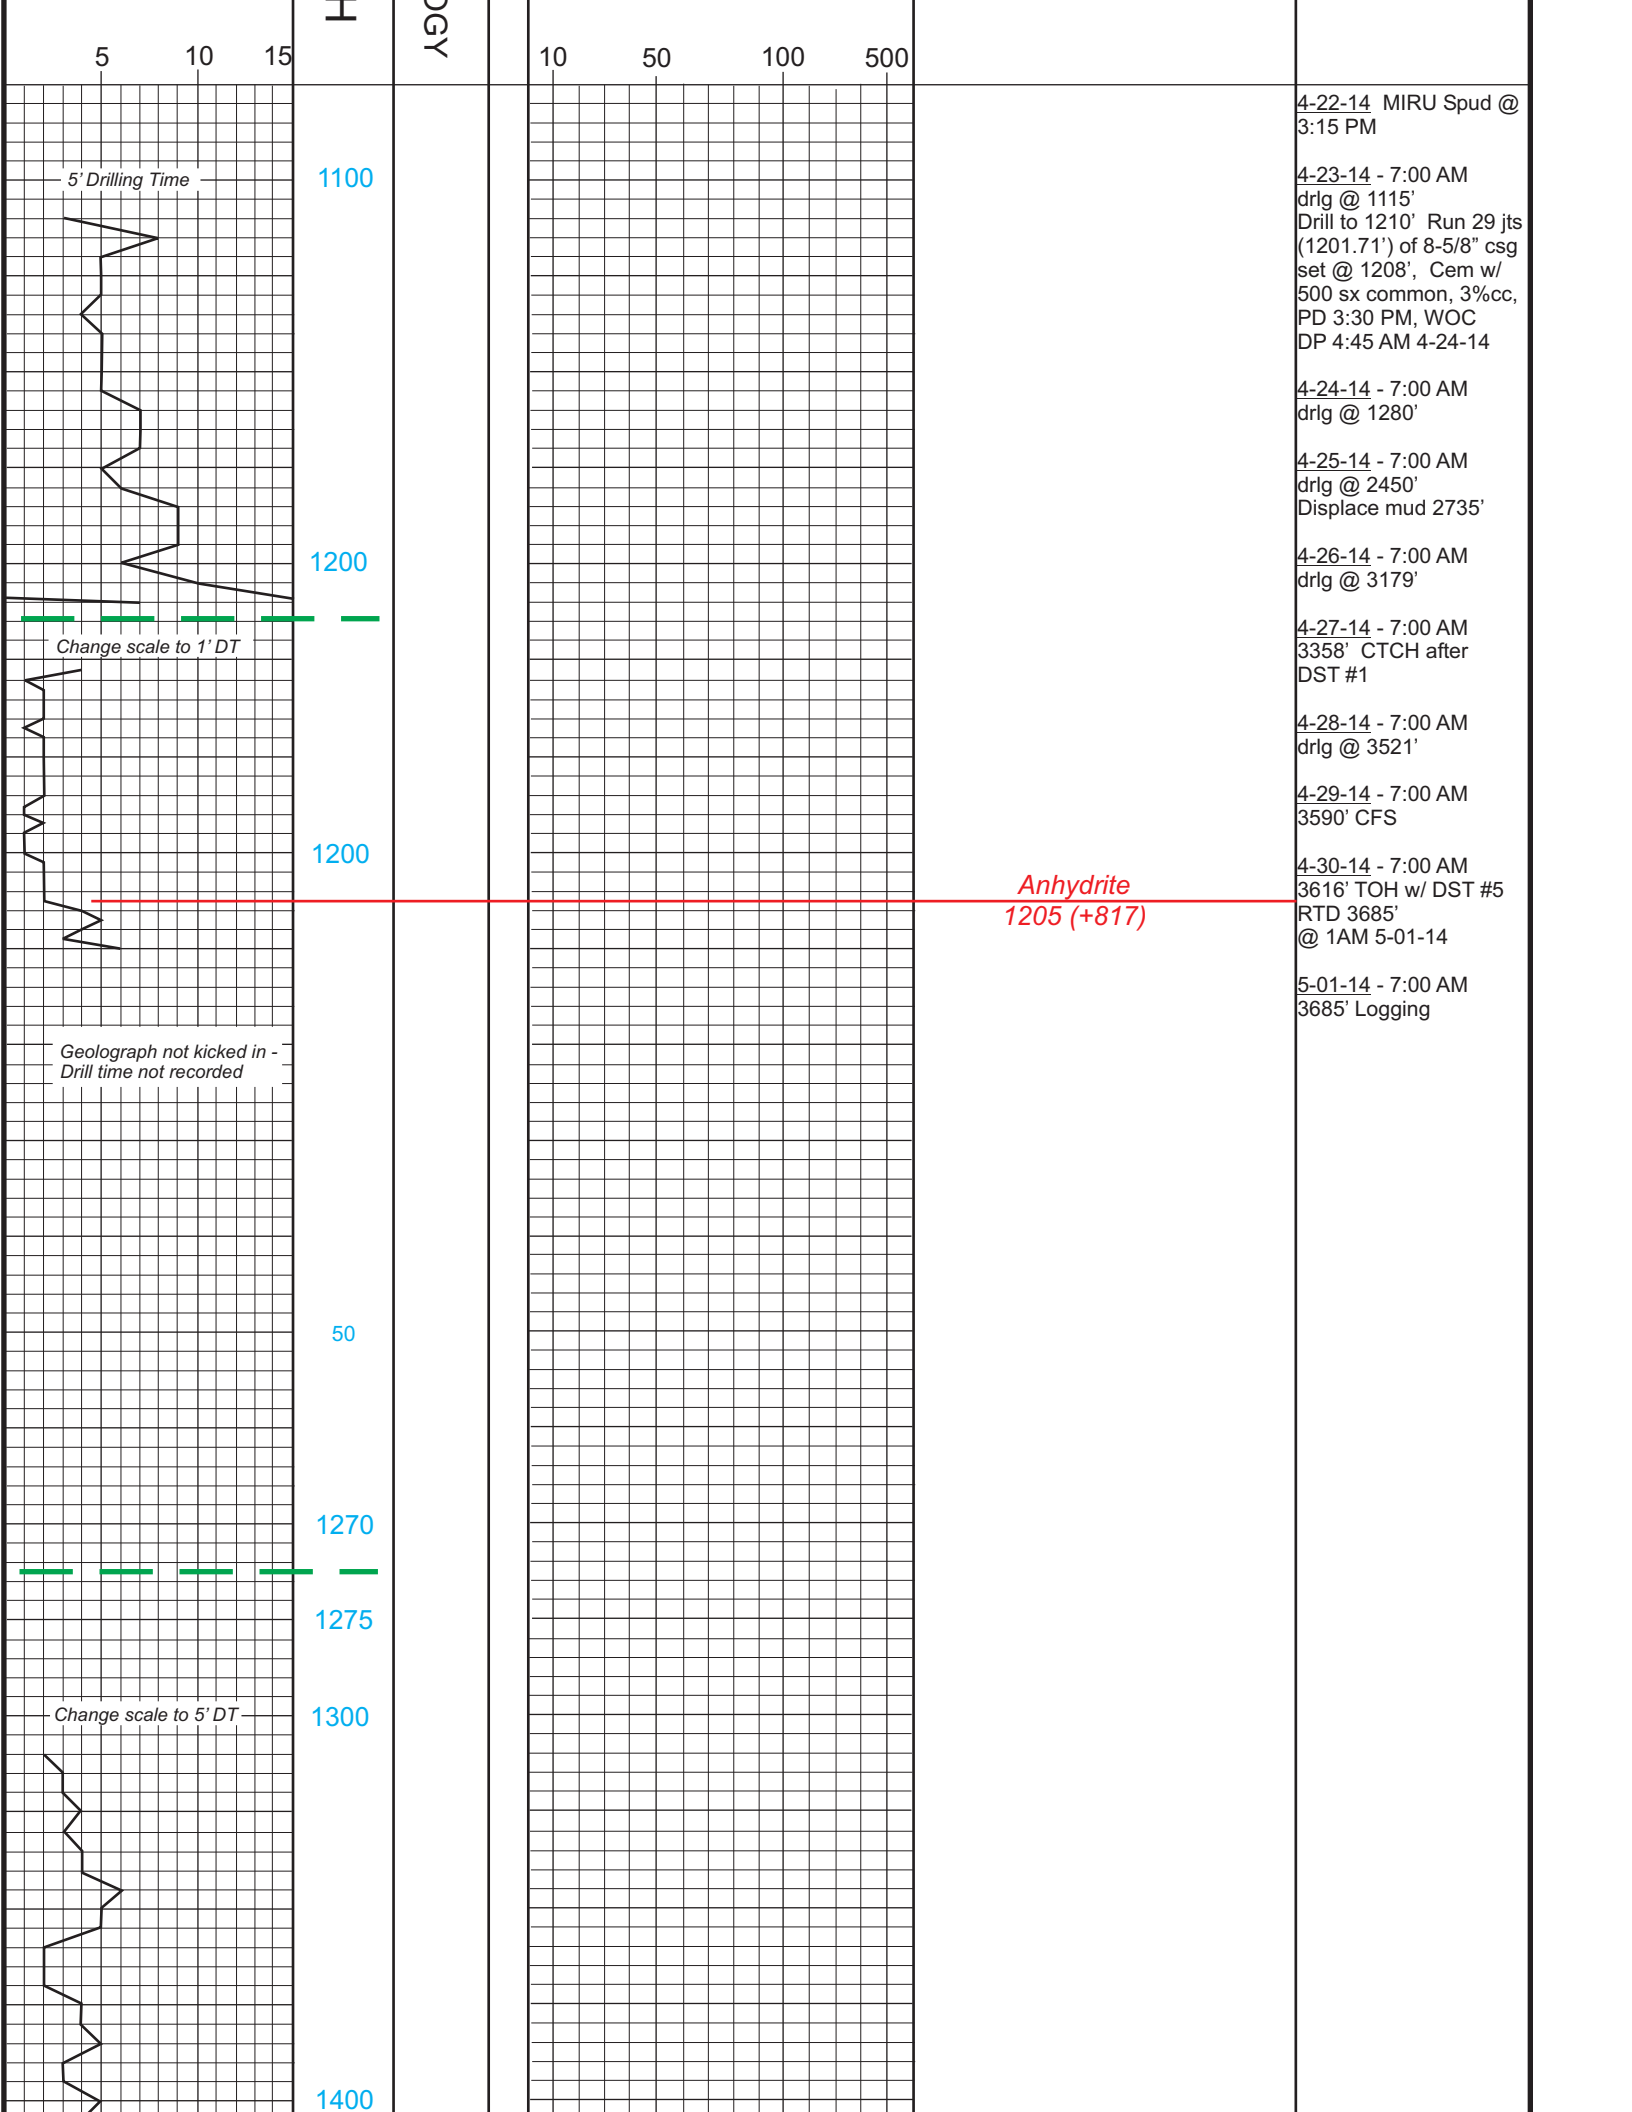 H
OGY
5 10 15
10 50 100 500
5’ Drilling Time
1100
1200
Change scale to 1’ DT
1200
Anhydrite
1205 (+817)
Geolograph not kicked in -
Drill time not recorded
50
1270
1275
Change scale to 5’ DT
1300
1400
4-22-14 MIRU Spud @
3:15 PM
4-23-14 - 7:00 AM
drlg @ 1115’
Drill to 1210’ Run 29 jts
(1201.71’) of 8-5/8” csg
set @ 1208’, Cem w/
500 sx common, 3%cc,
PD 3:30 PM, WOC
DP 4:45 AM 4-24-14
4-24-14 - 7:00 AM
drlg @ 1280’
4-25-14 - 7:00 AM
drlg @ 2450’
Displace mud 2735’
4-26-14 - 7:00 AM
drlg @ 3179’
4-27-14 - 7:00 AM
3358’ CTCH after
DST #1
4-28-14 - 7:00 AM
drlg @ 3521’
4-29-14 - 7:00 AM
3590’ CFS
4-30-14 - 7:00 AM
3616’ TOH w/ DST #5
RTD 3685’
@ 1AM 5-01-14
5-01-14 - 7:00 AM
3685’ Logging